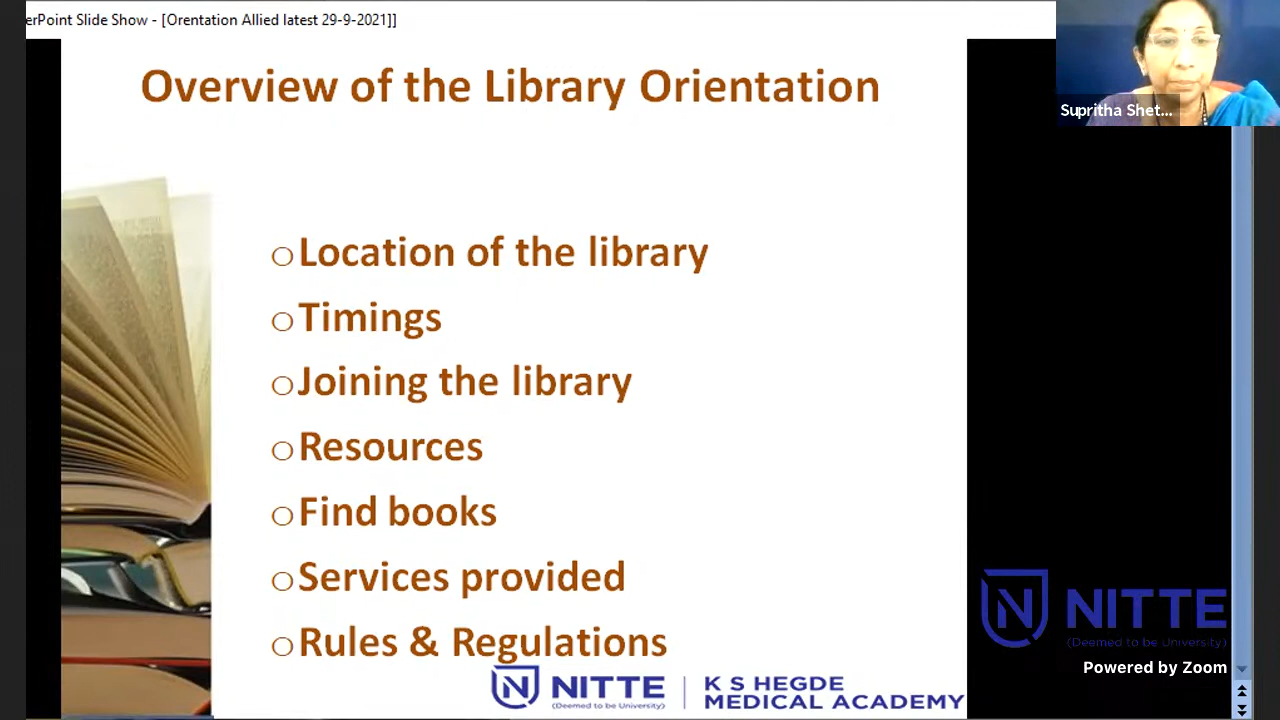 erPoint Slide Show - [Orentation Allied latest 29-9-2021]]
Overview of the Library Orientation
Supritha Shet...
Location of the library
Timings
Joining the library
Resources
Find books
Services provided
Rules & Regulations
NITTE
(Deemed to be University)
K S HEGDE
MEDICAL ACADEMY
NITTE
(Deemed to be University)
Powered by Zoom